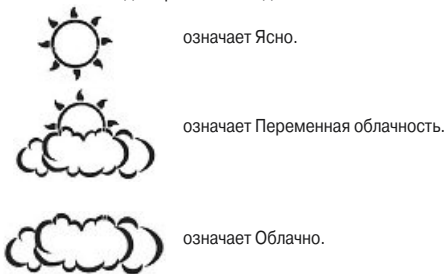 означает Ясно.
означает Переменная облачность.
означает Облачно.